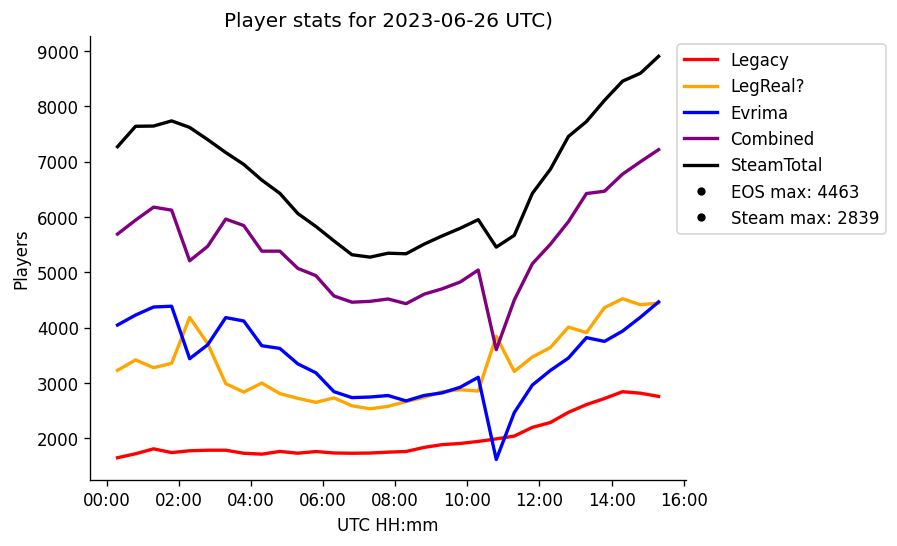 Player stats for 2023-06-26 UTC)
9000
8000
7000
6000
5000
4000
3000
2000
Players
00:00 02:00 04:00 06:00 08:00 10:00 12:00 14:00 16:00
UTC HH:mm
Legacy
LegReal?
Evrima
Combined
SteamTotal
EOS max: 4463
Steam max: 2839